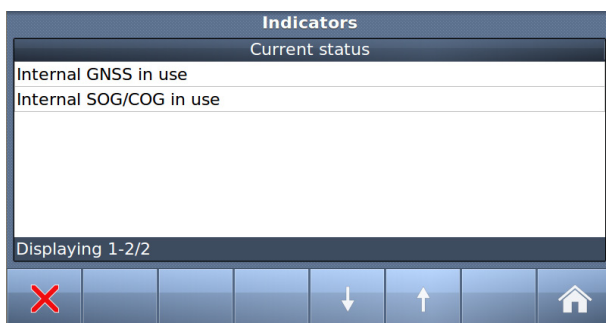 Indicators
Current status
Internal GNSS in use
Internal SOG/COG in use
Displaying 1-2/2